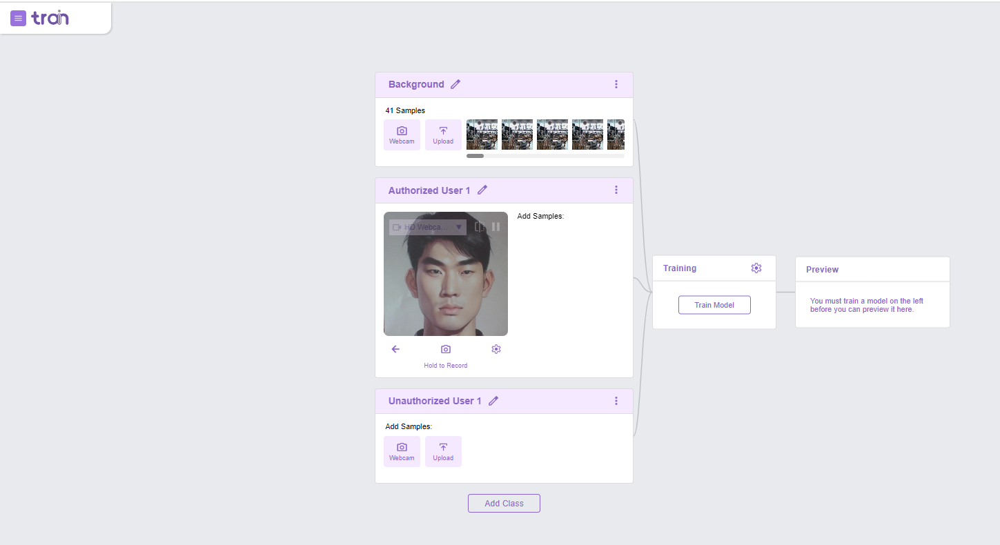 train
Background
41 Samples
Webcam
Upload
Authorized User 1
HD Webca...
Add Samples:
Hold to Record
Unauthorized User 1
Add Samples:
Webcam
Upload
Add Class
Training
Train Model
Preview
You must train a model on the left
before you can preview it here.